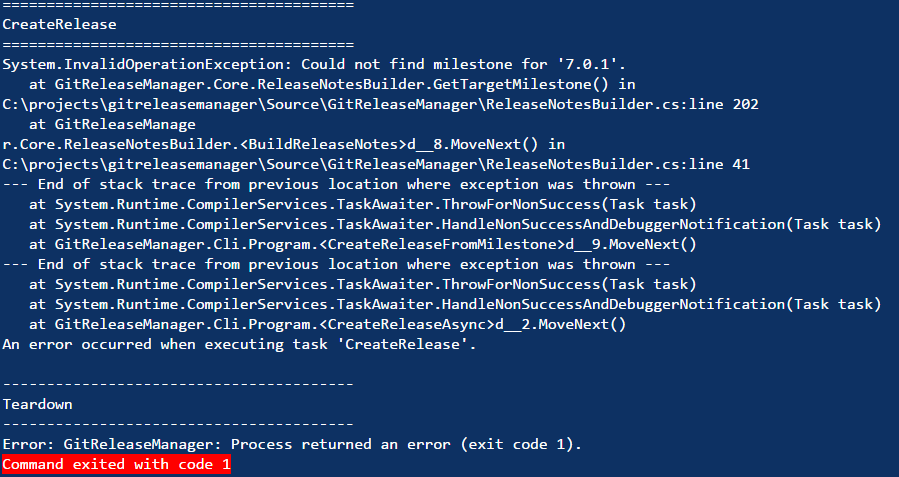 ========================================
CreateRelease
========================================
System.InvalidOperationException: Could not find milestone for '7.0.1'.
   at GitReleaseManager.Core.ReleaseNotesBuilder.GetTargetMilestone() in
C:\projects\gitreleasemanager\Source\GitReleaseManager\ReleaseNotesBuilder.cs:line 202
   at GitReleaseManage
r.Core.ReleaseNotesBuilder.<BuildReleaseNotes>d__8.MoveNext() in
C:\projects\gitreleasemanager\Source\GitReleaseManager\ReleaseNotesBuilder.cs:line 41
--- End of stack trace from previous location where exception was thrown ---
   at System.Runtime.CompilerServices.TaskAwaiter.ThrowForNonSuccess(Task task)
   at System.Runtime.CompilerServices.TaskAwaiter.HandleNonSuccessAndDebuggerNotification(Task task)
   at GitReleaseManager.Cli.Program.<CreateReleaseFromMilestone>d__9.MoveNext()
--- End of stack trace from previous location where exception was thrown ---
   at System.Runtime.CompilerServices.TaskAwaiter.ThrowForNonSuccess(Task task)
   at System.Runtime.CompilerServices.TaskAwaiter.HandleNonSuccessAndDebuggerNotification(Task task)
   at GitReleaseManager.Cli.Program.<CreateReleaseAsync>d__2.MoveNext()
An error occurred when executing task 'CreateRelease'.
----------------------------------------
Teardown
----------------------------------------
Error: GitReleaseManager: Process returned an error (exit code 1).
Command exited with code 1